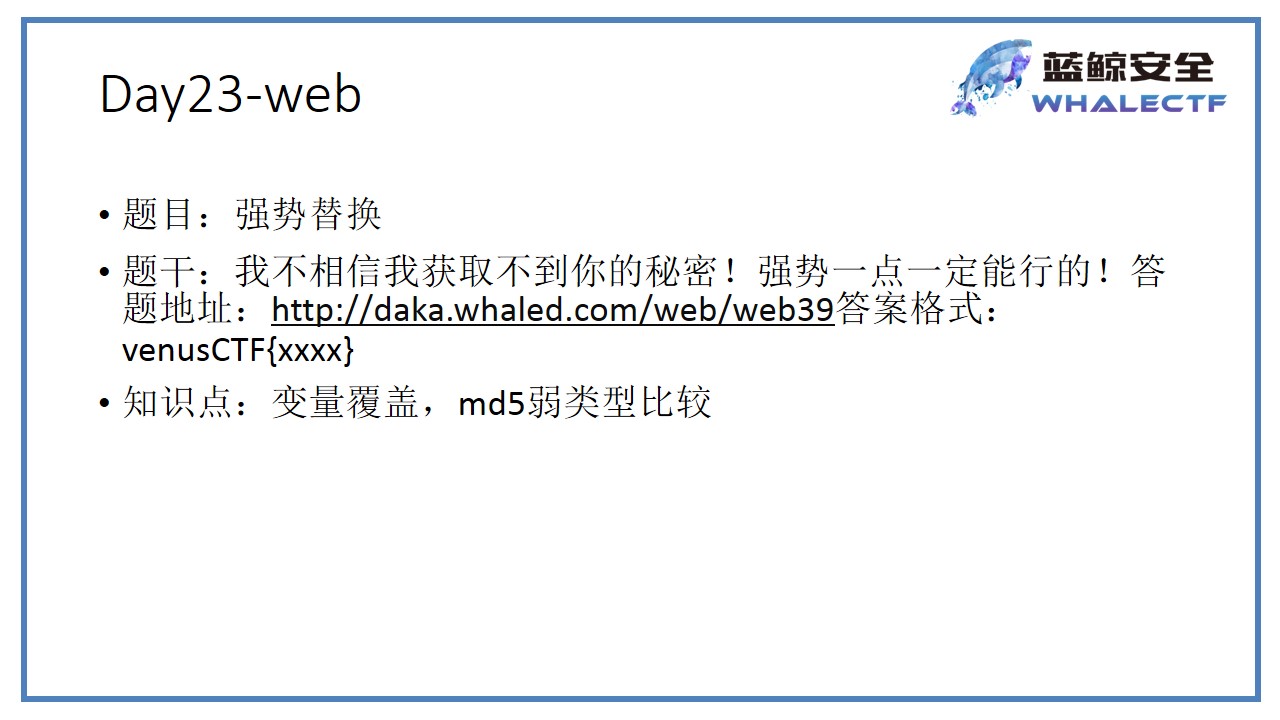 Day23-web
蓝鲸安全
WHALECTF
• 题目：强势替换
• 题干：我不相信我获取不到你的秘密！强势一点一定能行的！答
题地址：http://daka.whaled.com/web/web39答案格式：
venusCTF{xxxx}
• 知识点：变量覆盖，md5弱类型比较